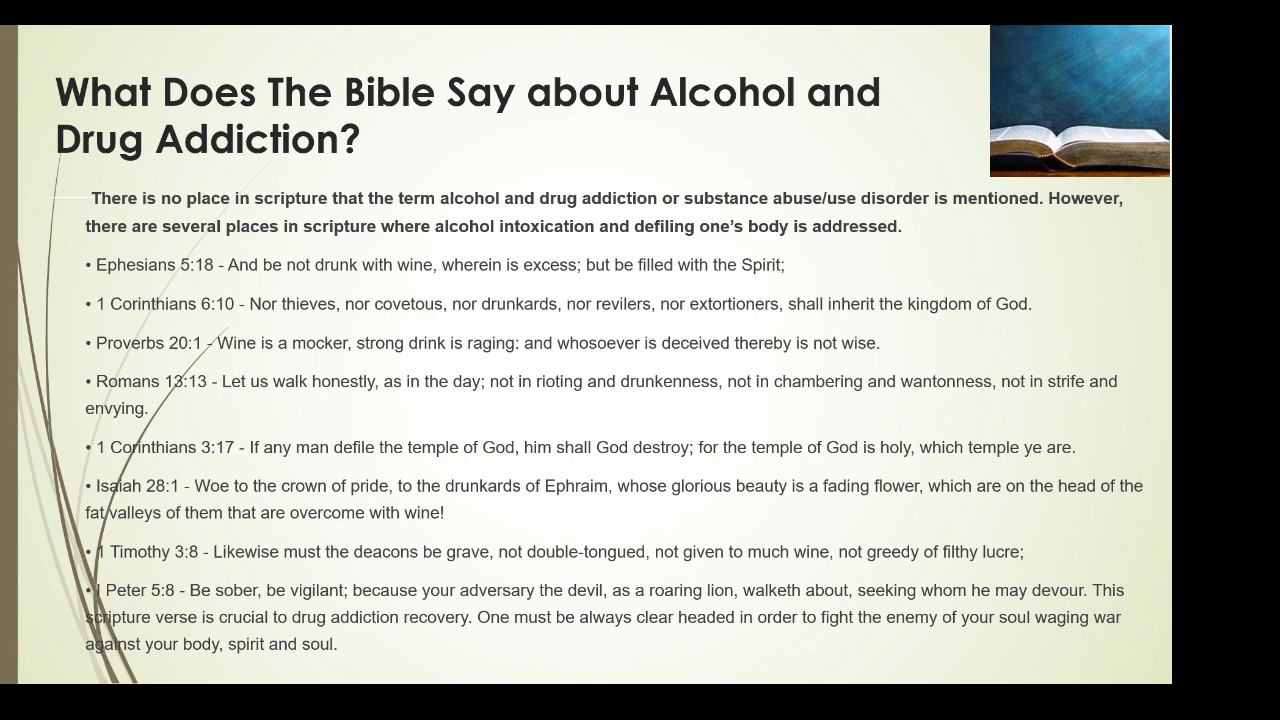 What Does The Bible Say about Alcohol and
Drug Addiction?
There is no place in scripture that the term alcohol and drug addiction or substance abuse/use disorder is mentioned. However,
there are several places in scripture where alcohol intoxication and defiling one’s body is addressed.
• Ephesians 5:18 - And be not drunk with wine, wherein is excess; but be filled with the Spirit;
• 1 Corinthians 6:10 - Nor thieves, nor covetous, nor drunkards, nor revilers, nor extortioners, shall inherit the kingdom of God.
• Proverbs 20:1 - Wine is a mocker, strong drink is raging: and whosoever is deceived thereby is not wise.
• Romans 13:13 - Let us walk honestly, as in the day; not in rioting and drunkenness, not in chambering and wantonness, not in strife and
envying.
• 1 Corinthians 3:17 - If any man defile the temple of God, him shall God destroy; for the temple of God is holy, which temple ye are.
• Isaiah 28:1 - Woe to the crown of pride, to the drunkards of Ephraim, whose glorious beauty is a fading flower, which are on the head of the
fat valleys of them that are overcome with wine!
• 1 Timothy 3:8 - Likewise must the deacons be grave, not double-tongued, not given to much wine, not greedy of filthy lucre;
• I Peter 5:8 - Be sober, be vigilant; because your adversary the devil, as a roaring lion, walketh about, seeking whom he may devour. This
scripture verse is crucial to drug addiction recovery. One must be always clear headed in order to fight the enemy of your soul waging war
against your body, spirit and soul.